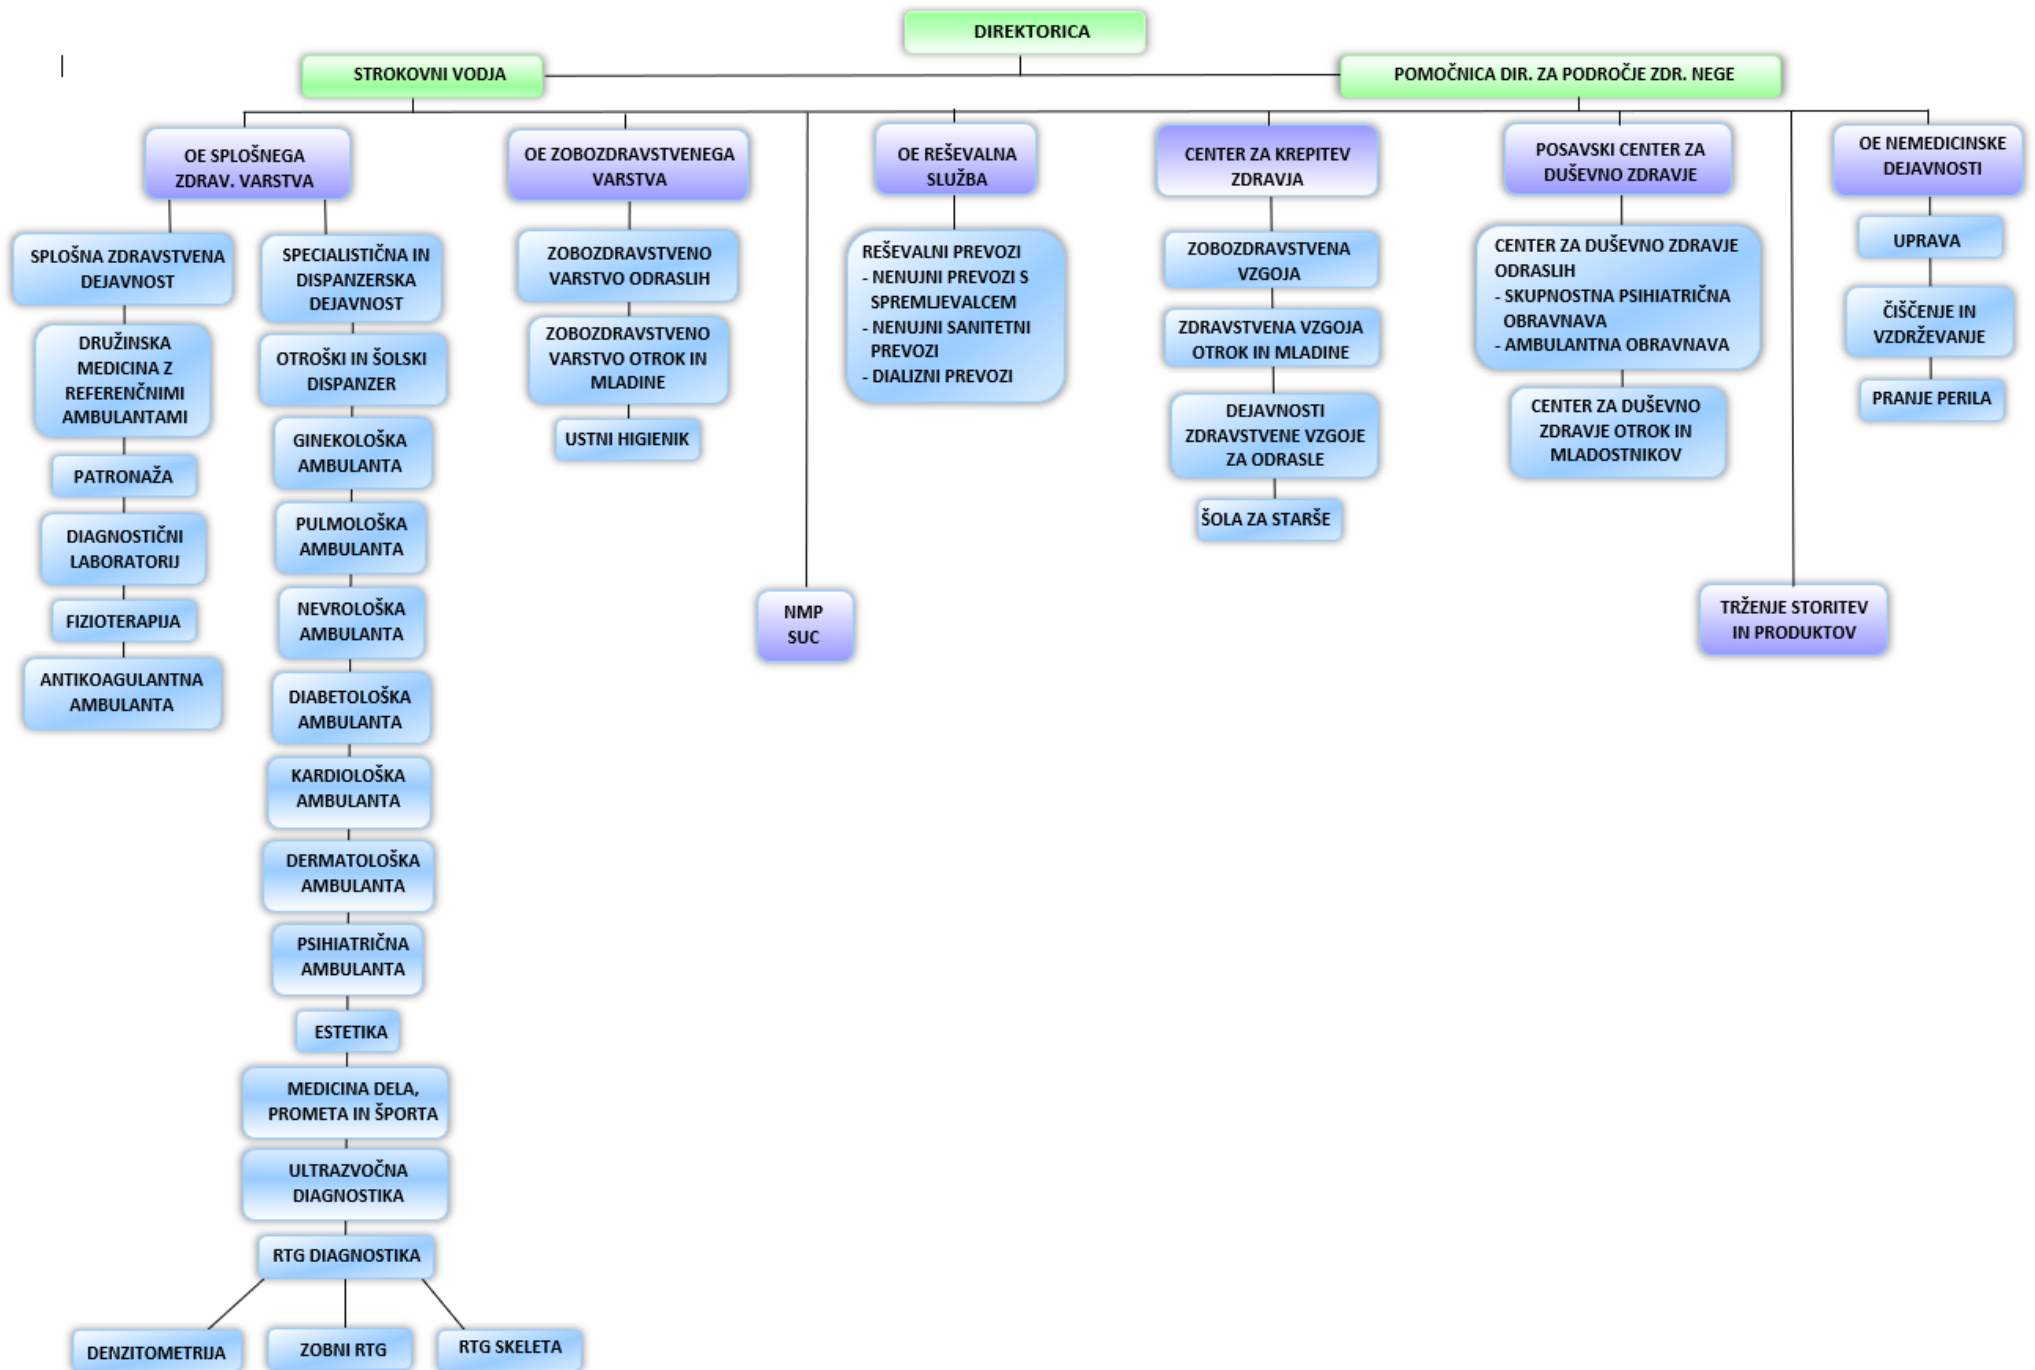 DIREKTORICA
STROKOVNI VODJA
POMOČNICA DIR. ZA PODROČJE ZDR. NEGE
OE SPLOŠNEGA
ZDRAV. VARSTVA
SPLOŠNA ZDRAVSTVENA
DEJAVNOST
DRUŽINSKA
MEDICINA Z
REFERENČNIMI
AMBULANTAMI
PATRONAŽA
DIAGNOSTIČNI
LABORATORIJ
FIZIOTERAPIJA
ANTIKOAGULANTNA
AMBULANTA
SPECIALISTIČNA IN
DISPANZERSKA
DEJAVNOST
OTROŠKI IN ŠOLSKI
DISPANZER
GINEKOLOŠKA
AMBULANTA
PULMOLOŠKA
AMBULANTA
NEVROLOŠKA
AMBULANTA
DIABETOLOŠKA
AMBULANTA
KARDIOLOŠKA
AMBULANTA
DERMATOLOŠKA
AMBULANTA
PSIHIATRIČNA
AMBULANTA
ESTETIKA
MEDICINA DELA,
PROMETA IN ŠPORTA
ULTRAZVOČNA
DIAGNOSTIKA
RTG DIAGNOSTIKA
DENZITOMETRIJA
ZOBNI RTG
RTG SKELETA
OE ZOBOZDRAVSTVENEGA
VARSTVA
ZOBOZDRAVSTVENO
VARSTVO ODRASLIH
ZOBOZDRAVSTVENO
VARSTVO OTROK IN
MLADINE
USTNI HIGIENIK
NMP
SUC
OE REŠEVALNA
SLUŽBA
REŠEVALNI PREVOZI
- NENUJNI PREVOZI S
SPREMLJEVALCEM
- NENUJNI SANITETNI
PREVOZI
- DIALIZNI PREVOZI
CENTER ZA KREPITEV
ZDRAVJA
ZOBOZDRAVSTVENA
VZGOJA
ZDRAVSTVENA VZGOJA
OTROK IN MLADINE
DEJAVNOSTI
ZDRAVSTVENE VZGOJE
ZA ODRASLE
ŠOLA ZA STARŠE
POSAVSKI CENTER ZA
DUŠEVNO ZDRAVJE
CENTER ZA DUŠEVNO ZDRAVJE
ODRASLIH
- SKUPNOSTNA PSIHIATRIČNA
OBRAVNAVA
- AMBULANTNA OBRAVNAVA
CENTER ZA DUŠEVNO
ZDRAVJE OTROK IN
MLADOSTNIKOV
TRŽENJE STORITEV
IN PRODUKTOV
OE NEMEDICINSKE
DEJAVNOSTI
UPRAVA
ČIŠČENJE IN
VZDRŽEVANJE
PRANJE PERILA